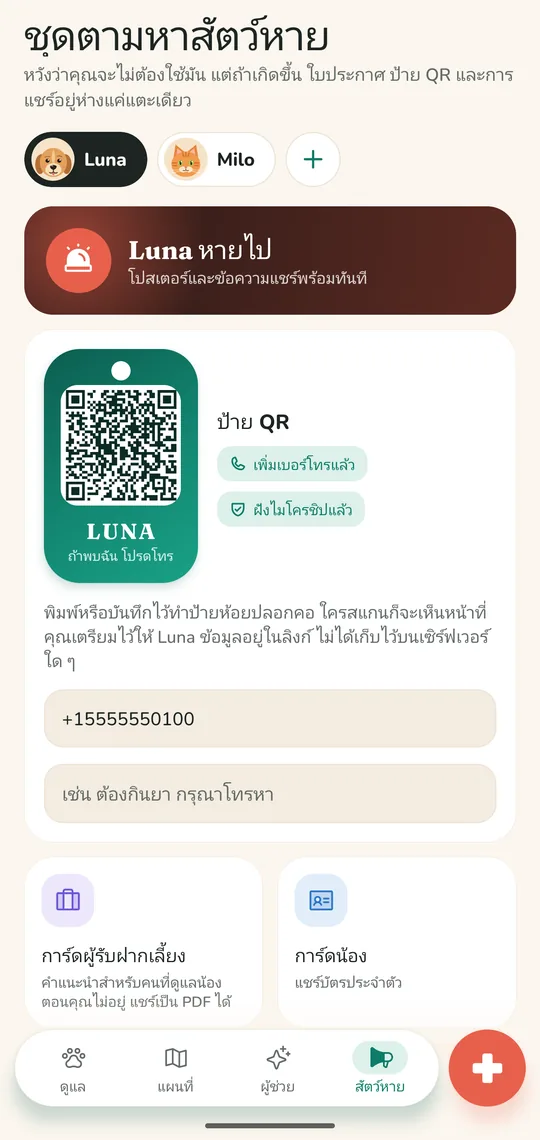 ชุดตามหาสัตว์หาย
หวังว่าคุณจะไม่ต้องใช้มัน แต่ถ้าเกิดขึ้น ใบประกาศ ป้าย QR และการ
แชร์อยู่ห่างแค่แตะเดียว
Luna
Milo
Luna หายไป
โปสเตอร์และข้อความแชร์พร้อมทันที
LUNA
ถ้าพบฉัน โปรดโทร
ป้าย QR
เพิ่มเบอร์โทรแล้ว
ฝังไมโครชิปแล้ว
พิมพ์หรือบันทึกไว้ทำป้ายห้อยปลอกคอ ใครสแกนก็จะเห็นหน้าที่
คุณเตรียมไว้ให้ Luna ข้อมูลอยู่ในลิงก์ ไม่ได้เก็บไว้บนเซิร์ฟเวอร์
ใด ๆ
+15555550100
เช่น ต้องกินยา กรุณาโทรหา
การ์ดผู้รับฝากเลี้ยง
คำแนะนำสำหรับคนที่ดูแลน้อง
ตอนคุณไม่อยู่ แชร์เป็น PDF ได้
การ์ดน้อง
แชร์บัตรประจำตัว
ดูแล
แผนที่
ผู้ช่วย
สัตว์หาย